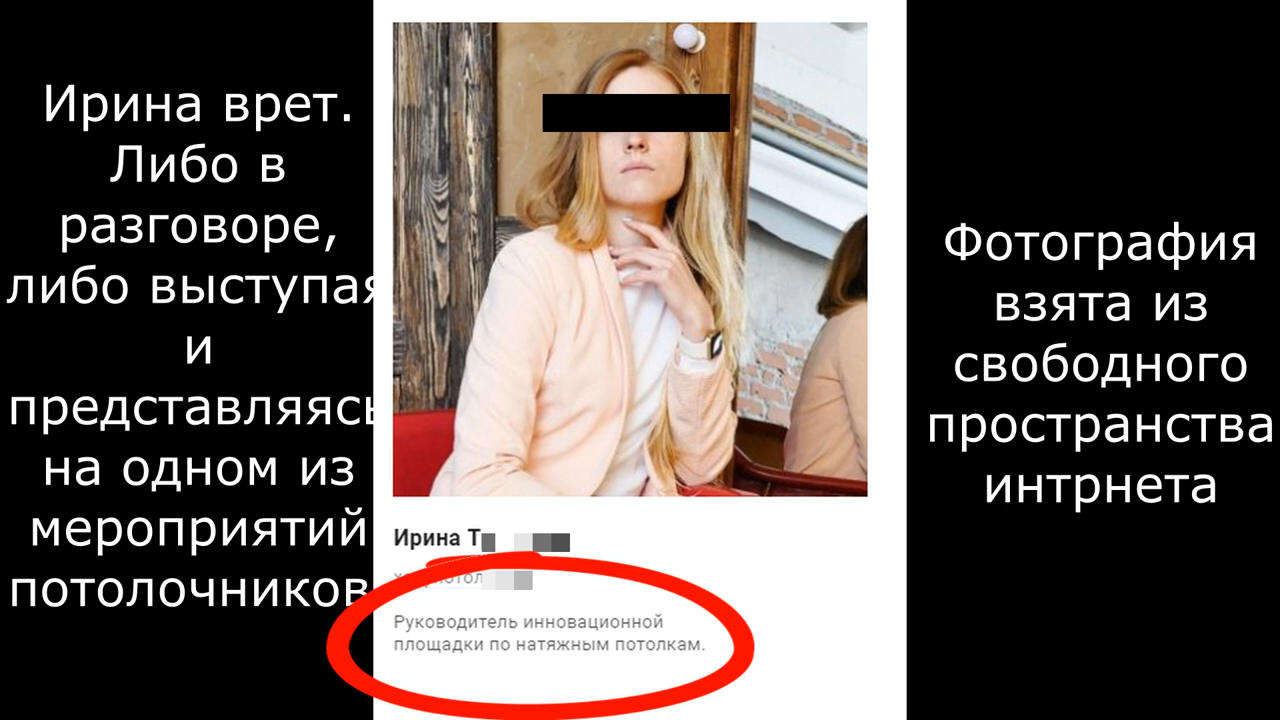 Ирина врет.
Либо в
разговоре,
либо выступая
и
представляясь
на одном из
мероприятий
потолочников.
Ирина Т
Руководитель инновационной
площадки по натяжным потолкам.
Фотография
взята из
свободного
пространства
интрнета